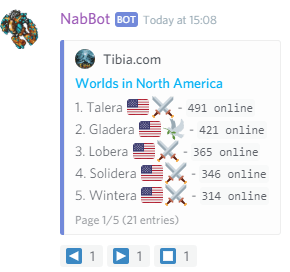 NabBot BOT Today at 15:08
Tibia.com
Worlds in North America
1. Talera 🇺🇸⚔️ - 491 online
2. Gladera 🇺🇸🕊️ - 421 online
3. Lobera 🇺🇸⚔️ - 365 online
4. Solidera 🇺🇸⚔️ - 346 online
5. Wintera 🇺🇸⚔️ - 314 online
Page 1/5 (21 entries)
1 1 1